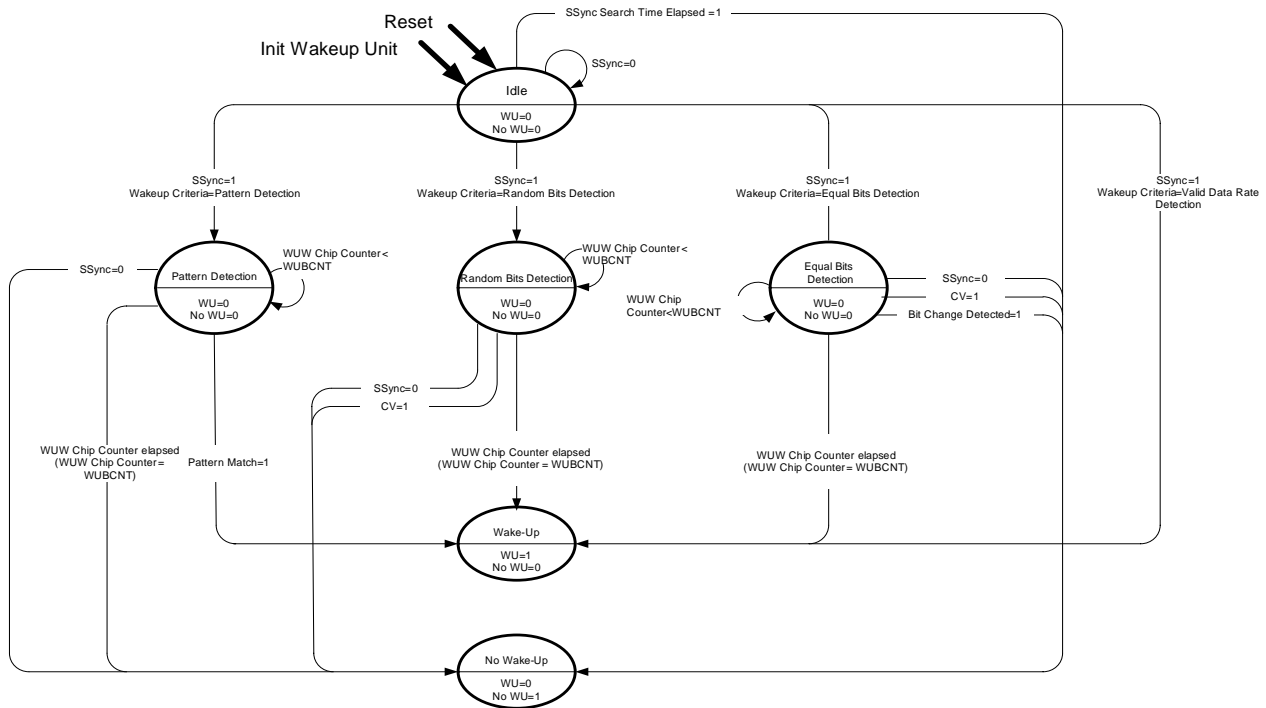 SSync Search Time Elapsed =1
Reset
Init Wakeup Unit
SSync=0
Idle
WU=0
No WU=0
SSync=1
Wakeup Criteria=Pattern Detection
SSync=1
Wakeup Criteria=Random Bits Detection
SSync=1
Wakeup Criteria=Equal Bits Detection
SSync=1
Wakeup Criteria=Valid Data Rate
Detection
SSync=0
Pattern Detection
WU=0
No WU=0
WUW Chip Counter<
WUBCNT
Random Bits Detection
WU=0
No WU=0
WUW Chip Counter<
WUBCNT
WUW Chip
Counter<WUBCNT
Equal Bits
Detection
WU=0
No WU=0
SSync=0
CV=1
Bit Change Detected=1
SSync=0
CV=1
WUW Chip Counter elapsed
(WUW Chip Counter=
WUBCNT)
Pattern Match=1
WUW Chip Counter elapsed
(WUW Chip Counter = WUBCNT)
WUW Chip Counter elapsed
(WUW Chip Counter = WUBCNT)
Wake-Up
WU=1
No WU=0
No Wake-Up
WU=0
No WU=1